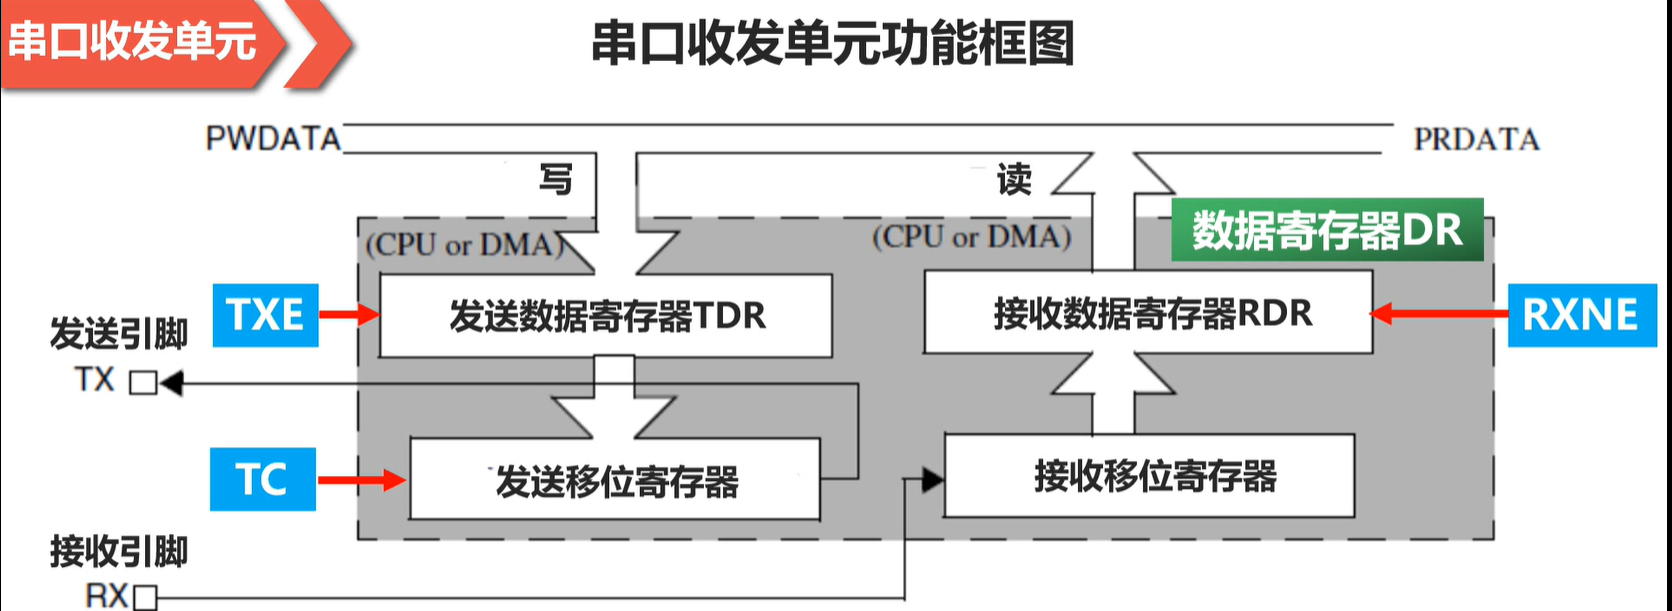 串口收发单元
串口收发单元功能框图
PWDATA
PRDATA
写
读
数据寄存器DR
(CPU or DMA)
(CPU or DMA)
TXE
发送数据寄存器TDR
接收数据寄存器RDR
RXNE
发送引脚
TX
TC
发送移位寄存器
接收移位寄存器
接收引脚
RX